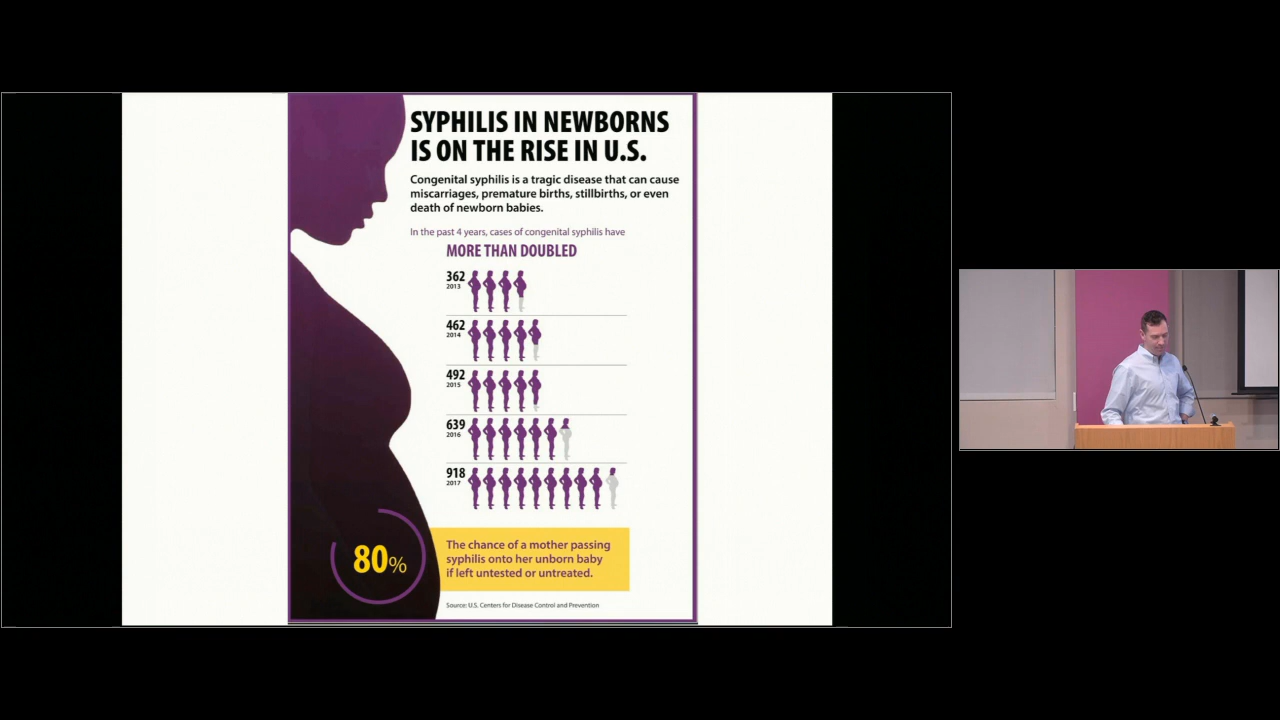 SYPHILIS IN NEWBORNS
IS ON THE RISE IN U.S.
Congenital syphilis is a tragic disease that can cause
miscarriages, premature births, stillbirths, or even
death of newborn babies.
In the past 4 years, cases of congenital syphilis have
MORE THAN DOUBLED
362
2013
462
2014
492
2015
639
2016
918
2017
80%
The chance of a mother passing
syphilis onto her unborn baby
if left untested or untreated.
Source: U.S. Centers for Disease Control and Prevention